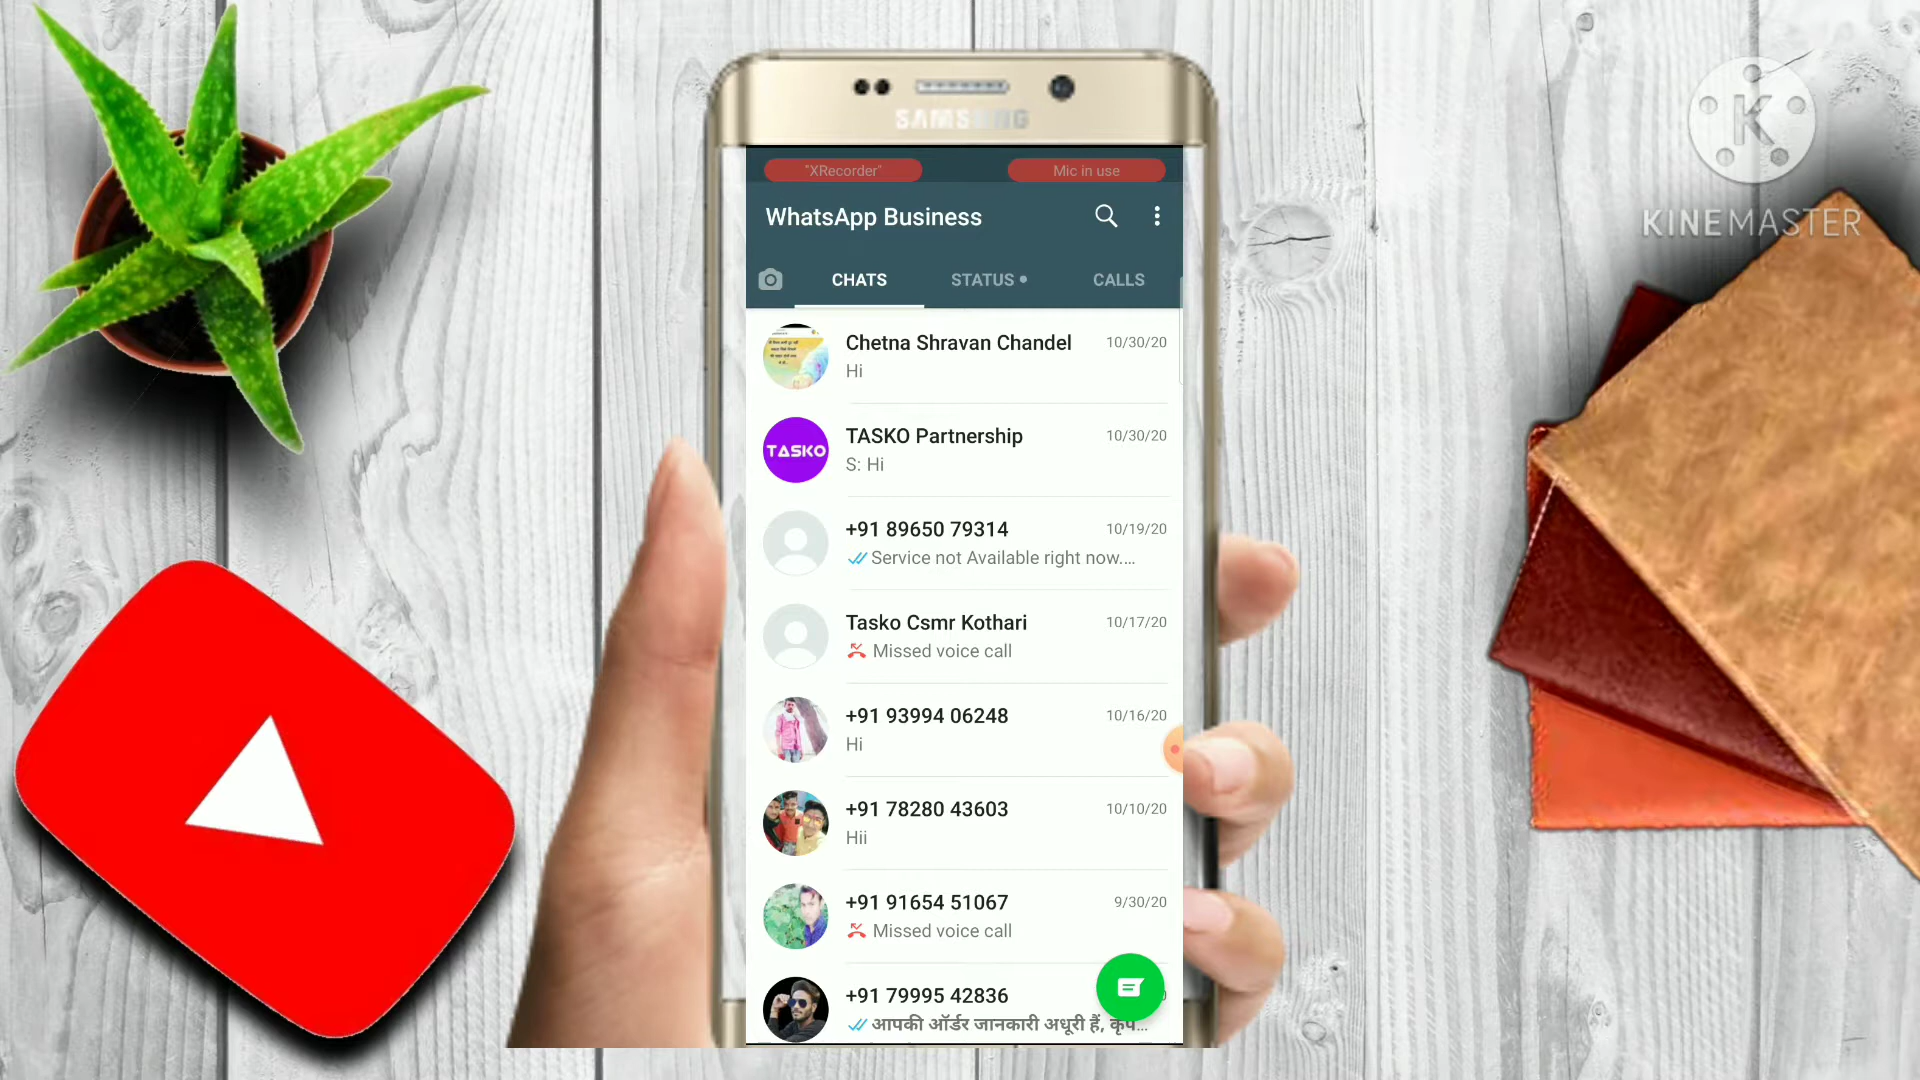 SAMSUNG
"XRecorder"
Mic in use
WhatsApp Business
CHATS
STATUS
CALLS
Chetna Shravan Chandel
10/30/20
Hi
TASKO
TASKO Partnership
10/30/20
S: Hi
+91 89650 79314
10/19/20
Service not Available right now....
Tasko Csmr Kothari
10/17/20
Missed voice call
+91 93994 06248
10/16/20
Hi
+91 78280 43603
10/10/20
Hii
+91 91654 51067
9/30/20
Missed voice call
+91 79995 42836
आपकी ऑर्डर जानकारी अधूरी हैं, कृप...
K
KINEMASTER